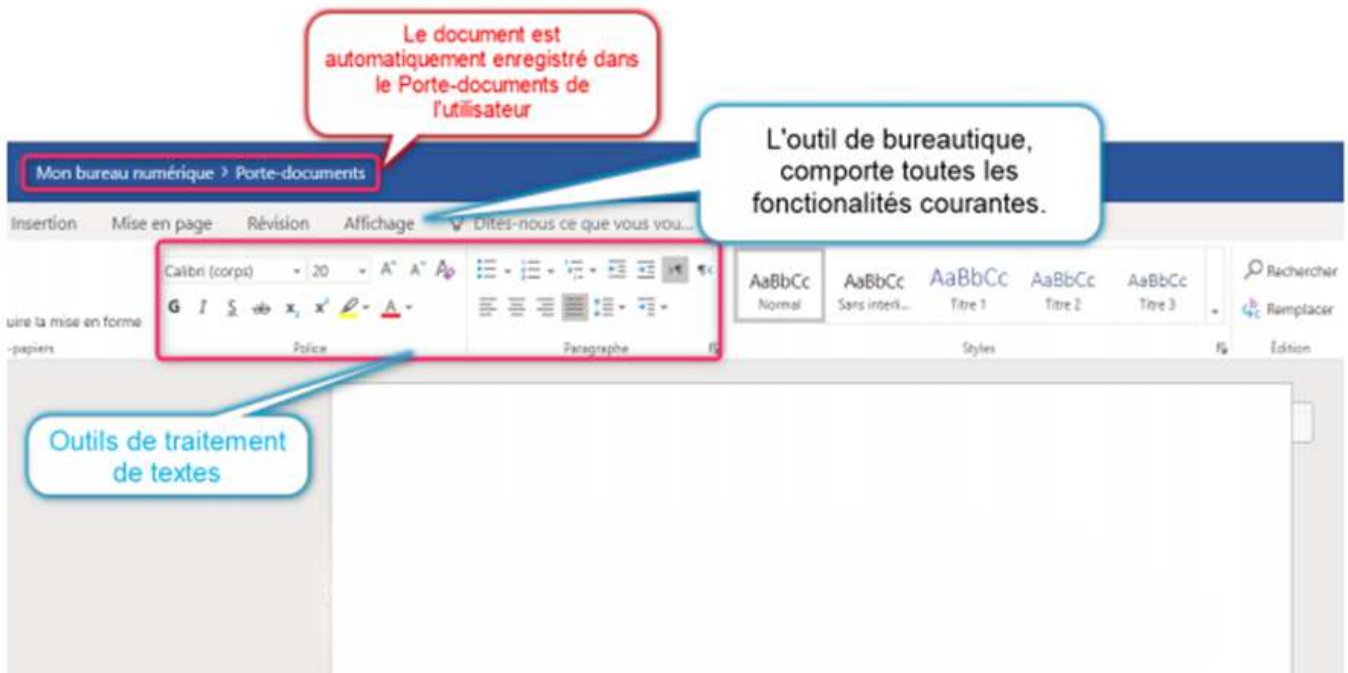 Le document est
automatiquement enregistré dans
le Porte-documents de
l'utilisateur
L'outil de bureautique,
comporte toutes les
fonctionalités courantes.
Mon bureau numérique > Porte-documents
Insertion Mise en page Révision Affichage Dites-nous ce que vous vou...
Calibri (corps) 20
AaBbCc AaBbCc AaBbCc AaBbCc AaBbCc
Normal Sans interli... Titre 1 Titre 2 Titre 3
Rechercher
G I S ab x, x² A
Remplacer
uire la mise en forme
-papiers Police Paragraphe Styles Édition
Outils de traitement
de textes